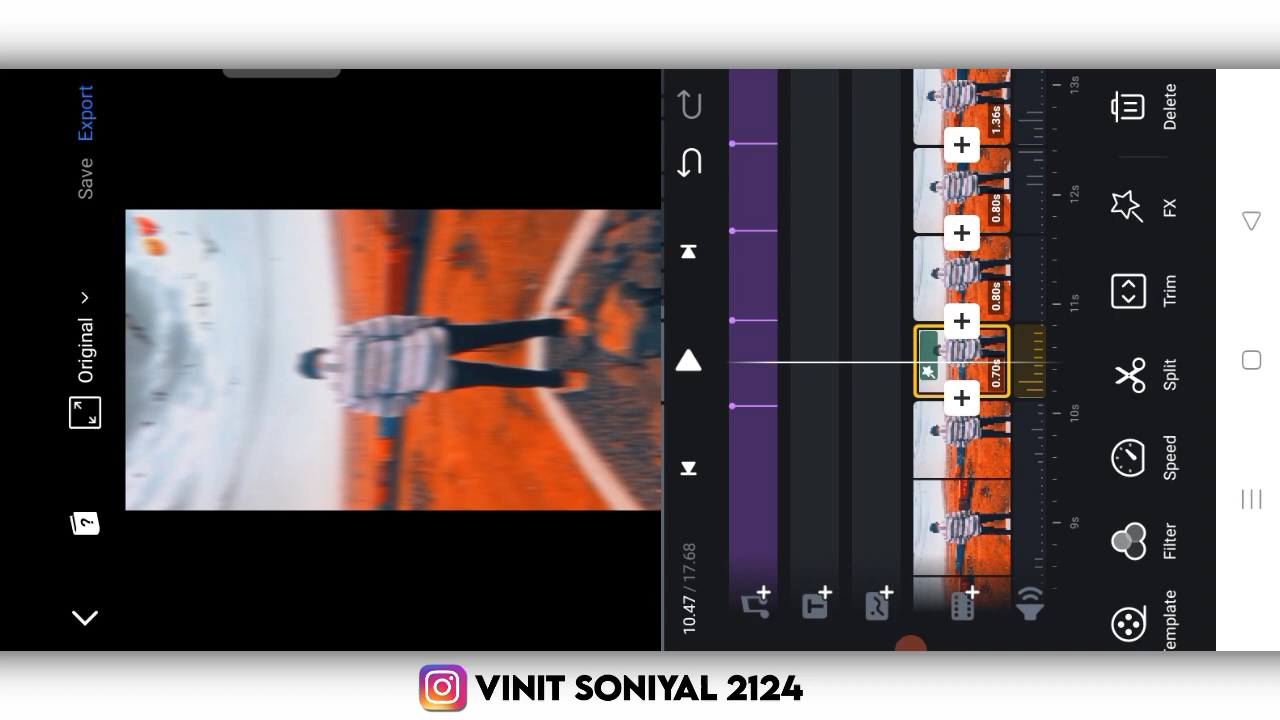 Export
Save
Original
?
10.47 / 17.68
T
1.36s
0.80s
0.80s
0.70s
13s
12s
11s
10s
9s
Delete
FX
Trim
Split
Speed
Filter
emplate
VINIT SONIYAL 2124